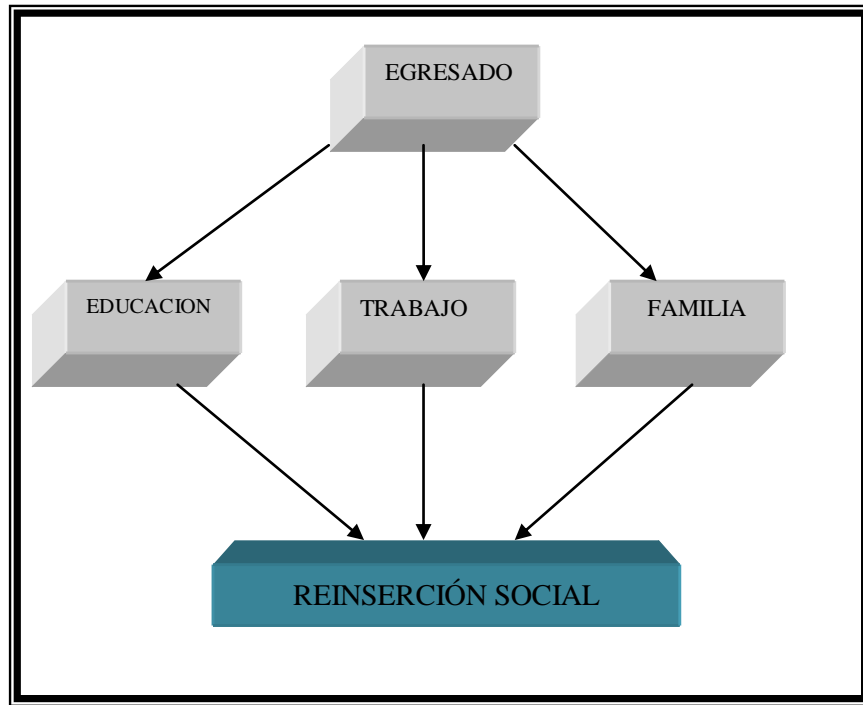 EGRESADO
EDUCACION
TRABAJO
FAMILIA
REINSERCIÓN SOCIAL